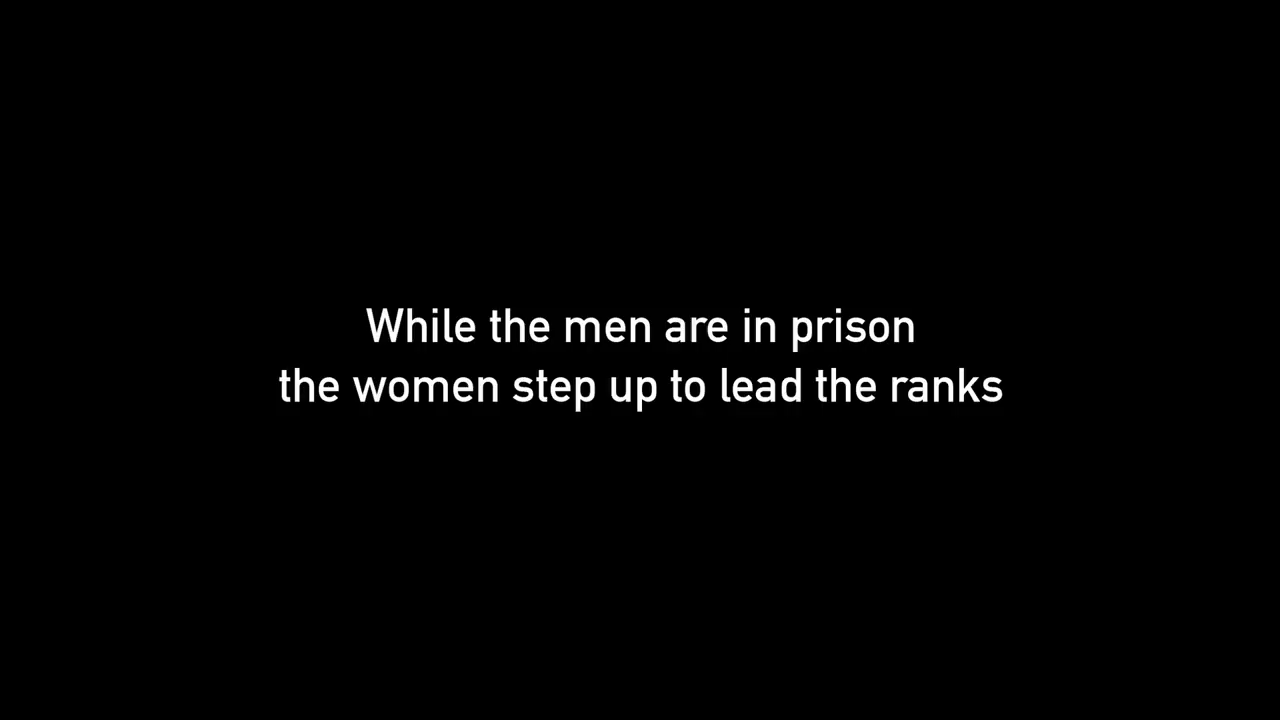 While the men are in prison
the women step up to lead the ranks